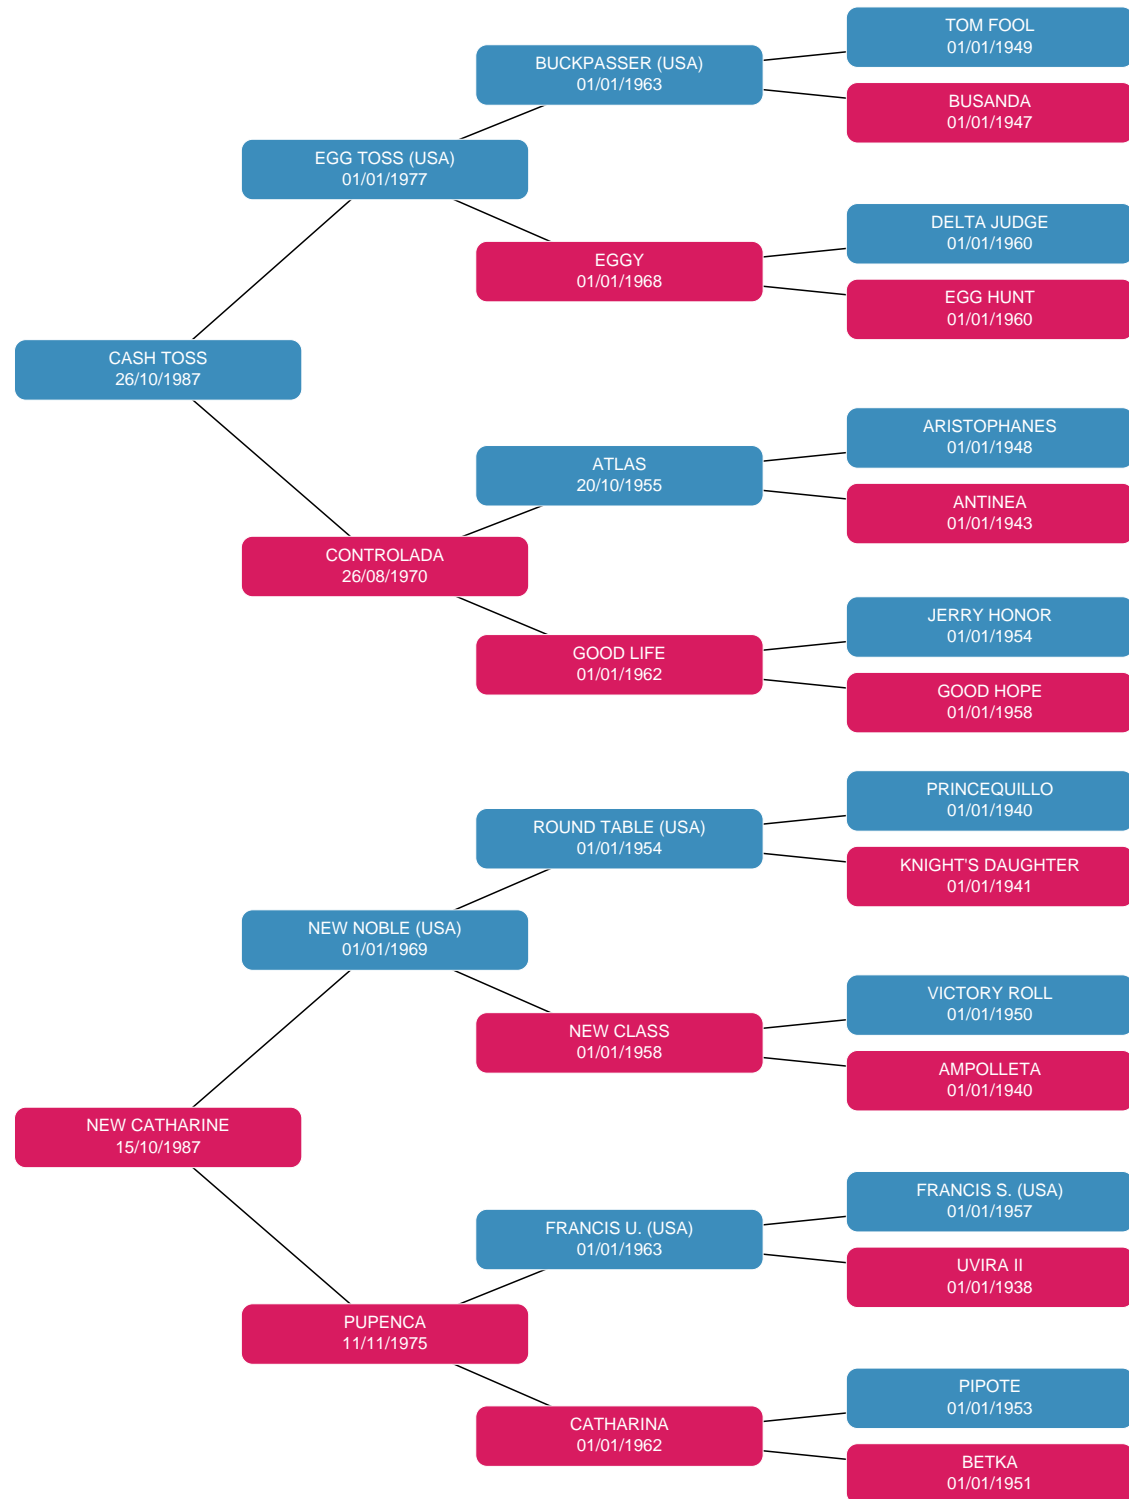 TOM FOOL
01/01/1949
BUCKPASSER (USA)
01/01/1963
BUSANDA
01/01/1947
EGG TOSS (USA)
01/01/1977
DELTA JUDGE
01/01/1960
EGGY
01/01/1968
EGG HUNT
01/01/1960
CASH TOSS
26/10/1987
ARISTOPHANES
01/01/1948
ATLAS
20/10/1955
ANTINEA
01/01/1943
CONTROLADA
26/08/1970
JERRY HONOR
01/01/1954
GOOD LIFE
01/01/1962
GOOD HOPE
01/01/1958
PRINCEQUILLO
01/01/1940
ROUND TABLE (USA)
01/01/1954
KNIGHT'S DAUGHTER
01/01/1941
NEW NOBLE (USA)
01/01/1969
VICTORY ROLL
01/01/1950
NEW CLASS
01/01/1958
AMPOLLETA
01/01/1940
NEW CATHARINE
15/10/1987
FRANCIS S. (USA)
01/01/1957
FRANCIS U. (USA)
01/01/1963
UVIRA II
01/01/1938
PUPENCA
11/11/1975
PIPOTE
01/01/1953
CATHARINA
01/01/1962
BETKA
01/01/1951